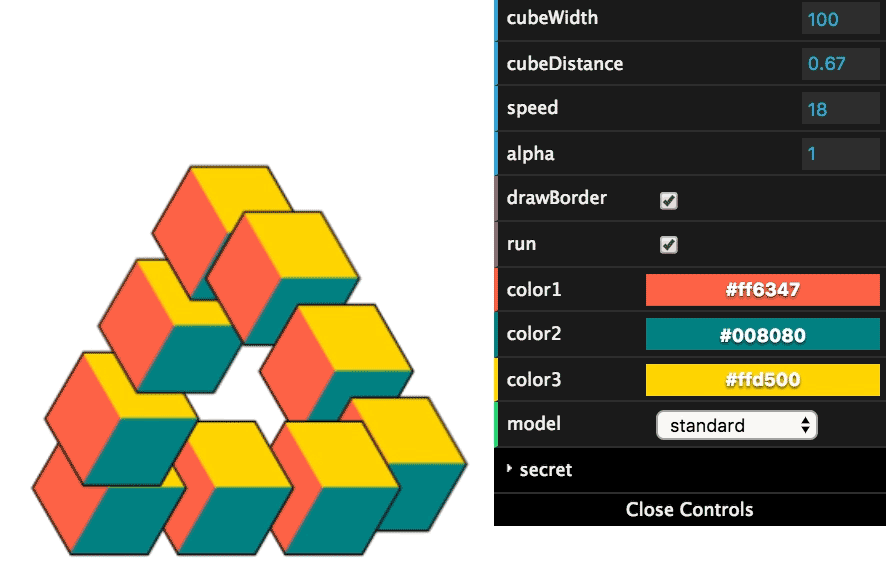 cubeWidth 100
cubeDistance 0.67
speed 18
alpha 1
drawBorder
run
color1 #ff6347
color2 #008080
color3 #ffd500
model standard
secret
Close Controls